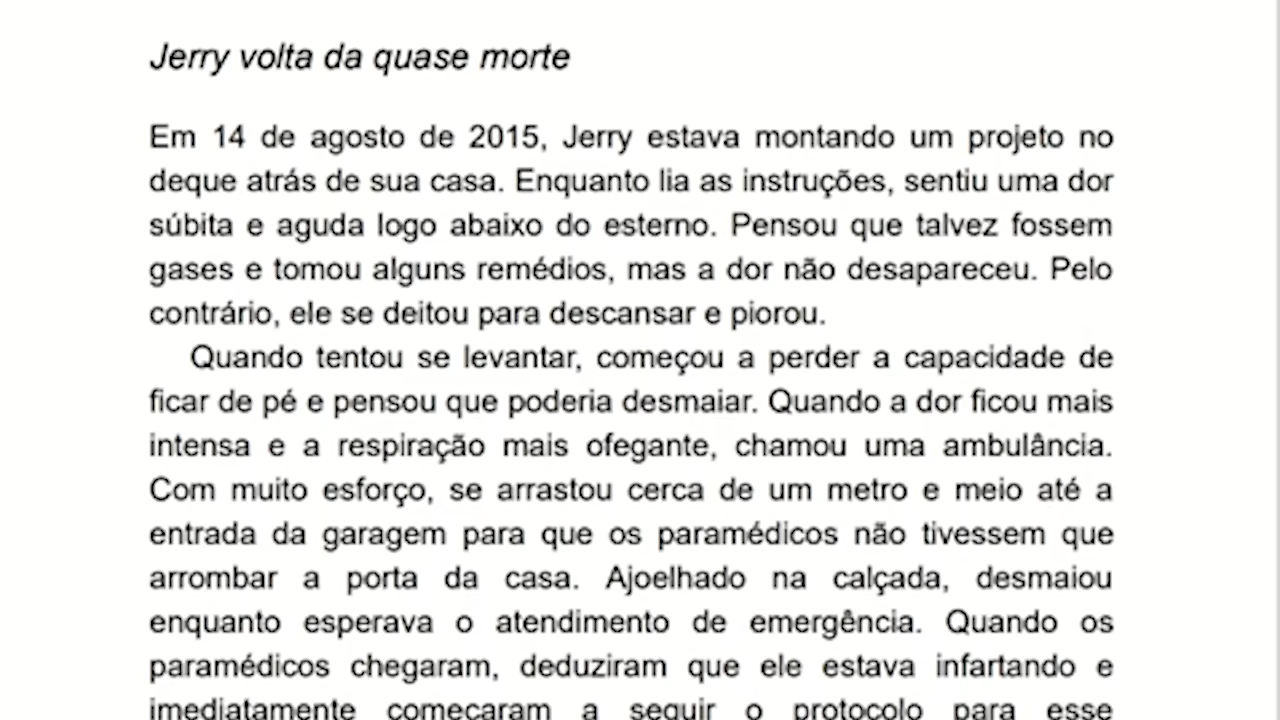 Jerry volta da quase morte
Em 14 de agosto de 2015, Jerry estava montando um projeto no
deque atrás de sua casa. Enquanto lia as instruções, sentiu uma dor
súbita e aguda logo abaixo do esterno. Pensou que talvez fossem
gases e tomou alguns remédios, mas a dor não desapareceu. Pelo
contrário, ele se deitou para descansar e piorou.
Quando tentou se levantar, começou a perder a capacidade de
ficar de pé e pensou que poderia desmaiar. Quando a dor ficou mais
intensa e a respiração mais ofegante, chamou uma ambulância.
Com muito esforço, se arrastou cerca de um metro e meio até a
entrada da garagem para que os paramédicos não tivessem que
arrombar a porta da casa. Ajoelhado na calçada, desmaiou
enquanto esperava o atendimento de emergência. Quando os
paramédicos chegaram, deduziram que ele estava infartando e
imediatamente começaram a seguir o protocolo para esse